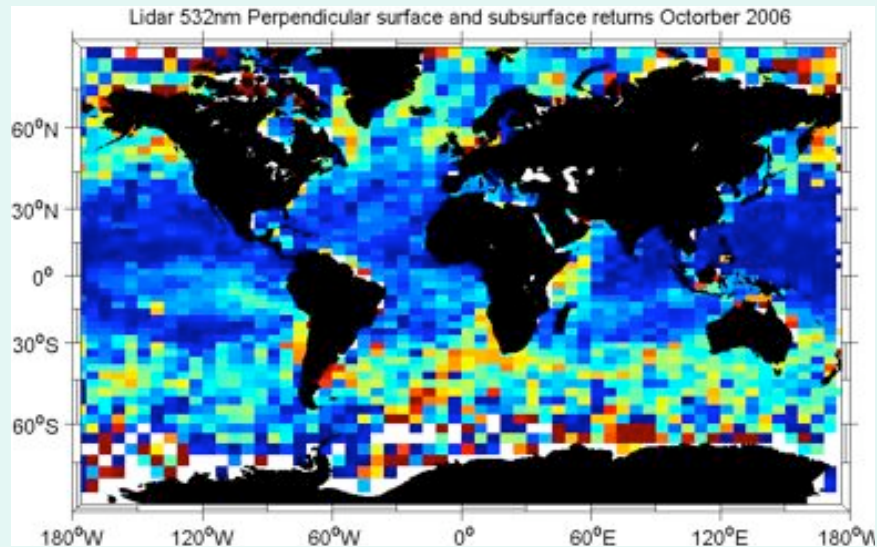 Lidar 532nm Perpendicular surface and subsurface returns Octorber 2006
60°N
30°N
0°
30°S
60°S
180°W 120°W 60°W 0° 60°E 120°E 180°W